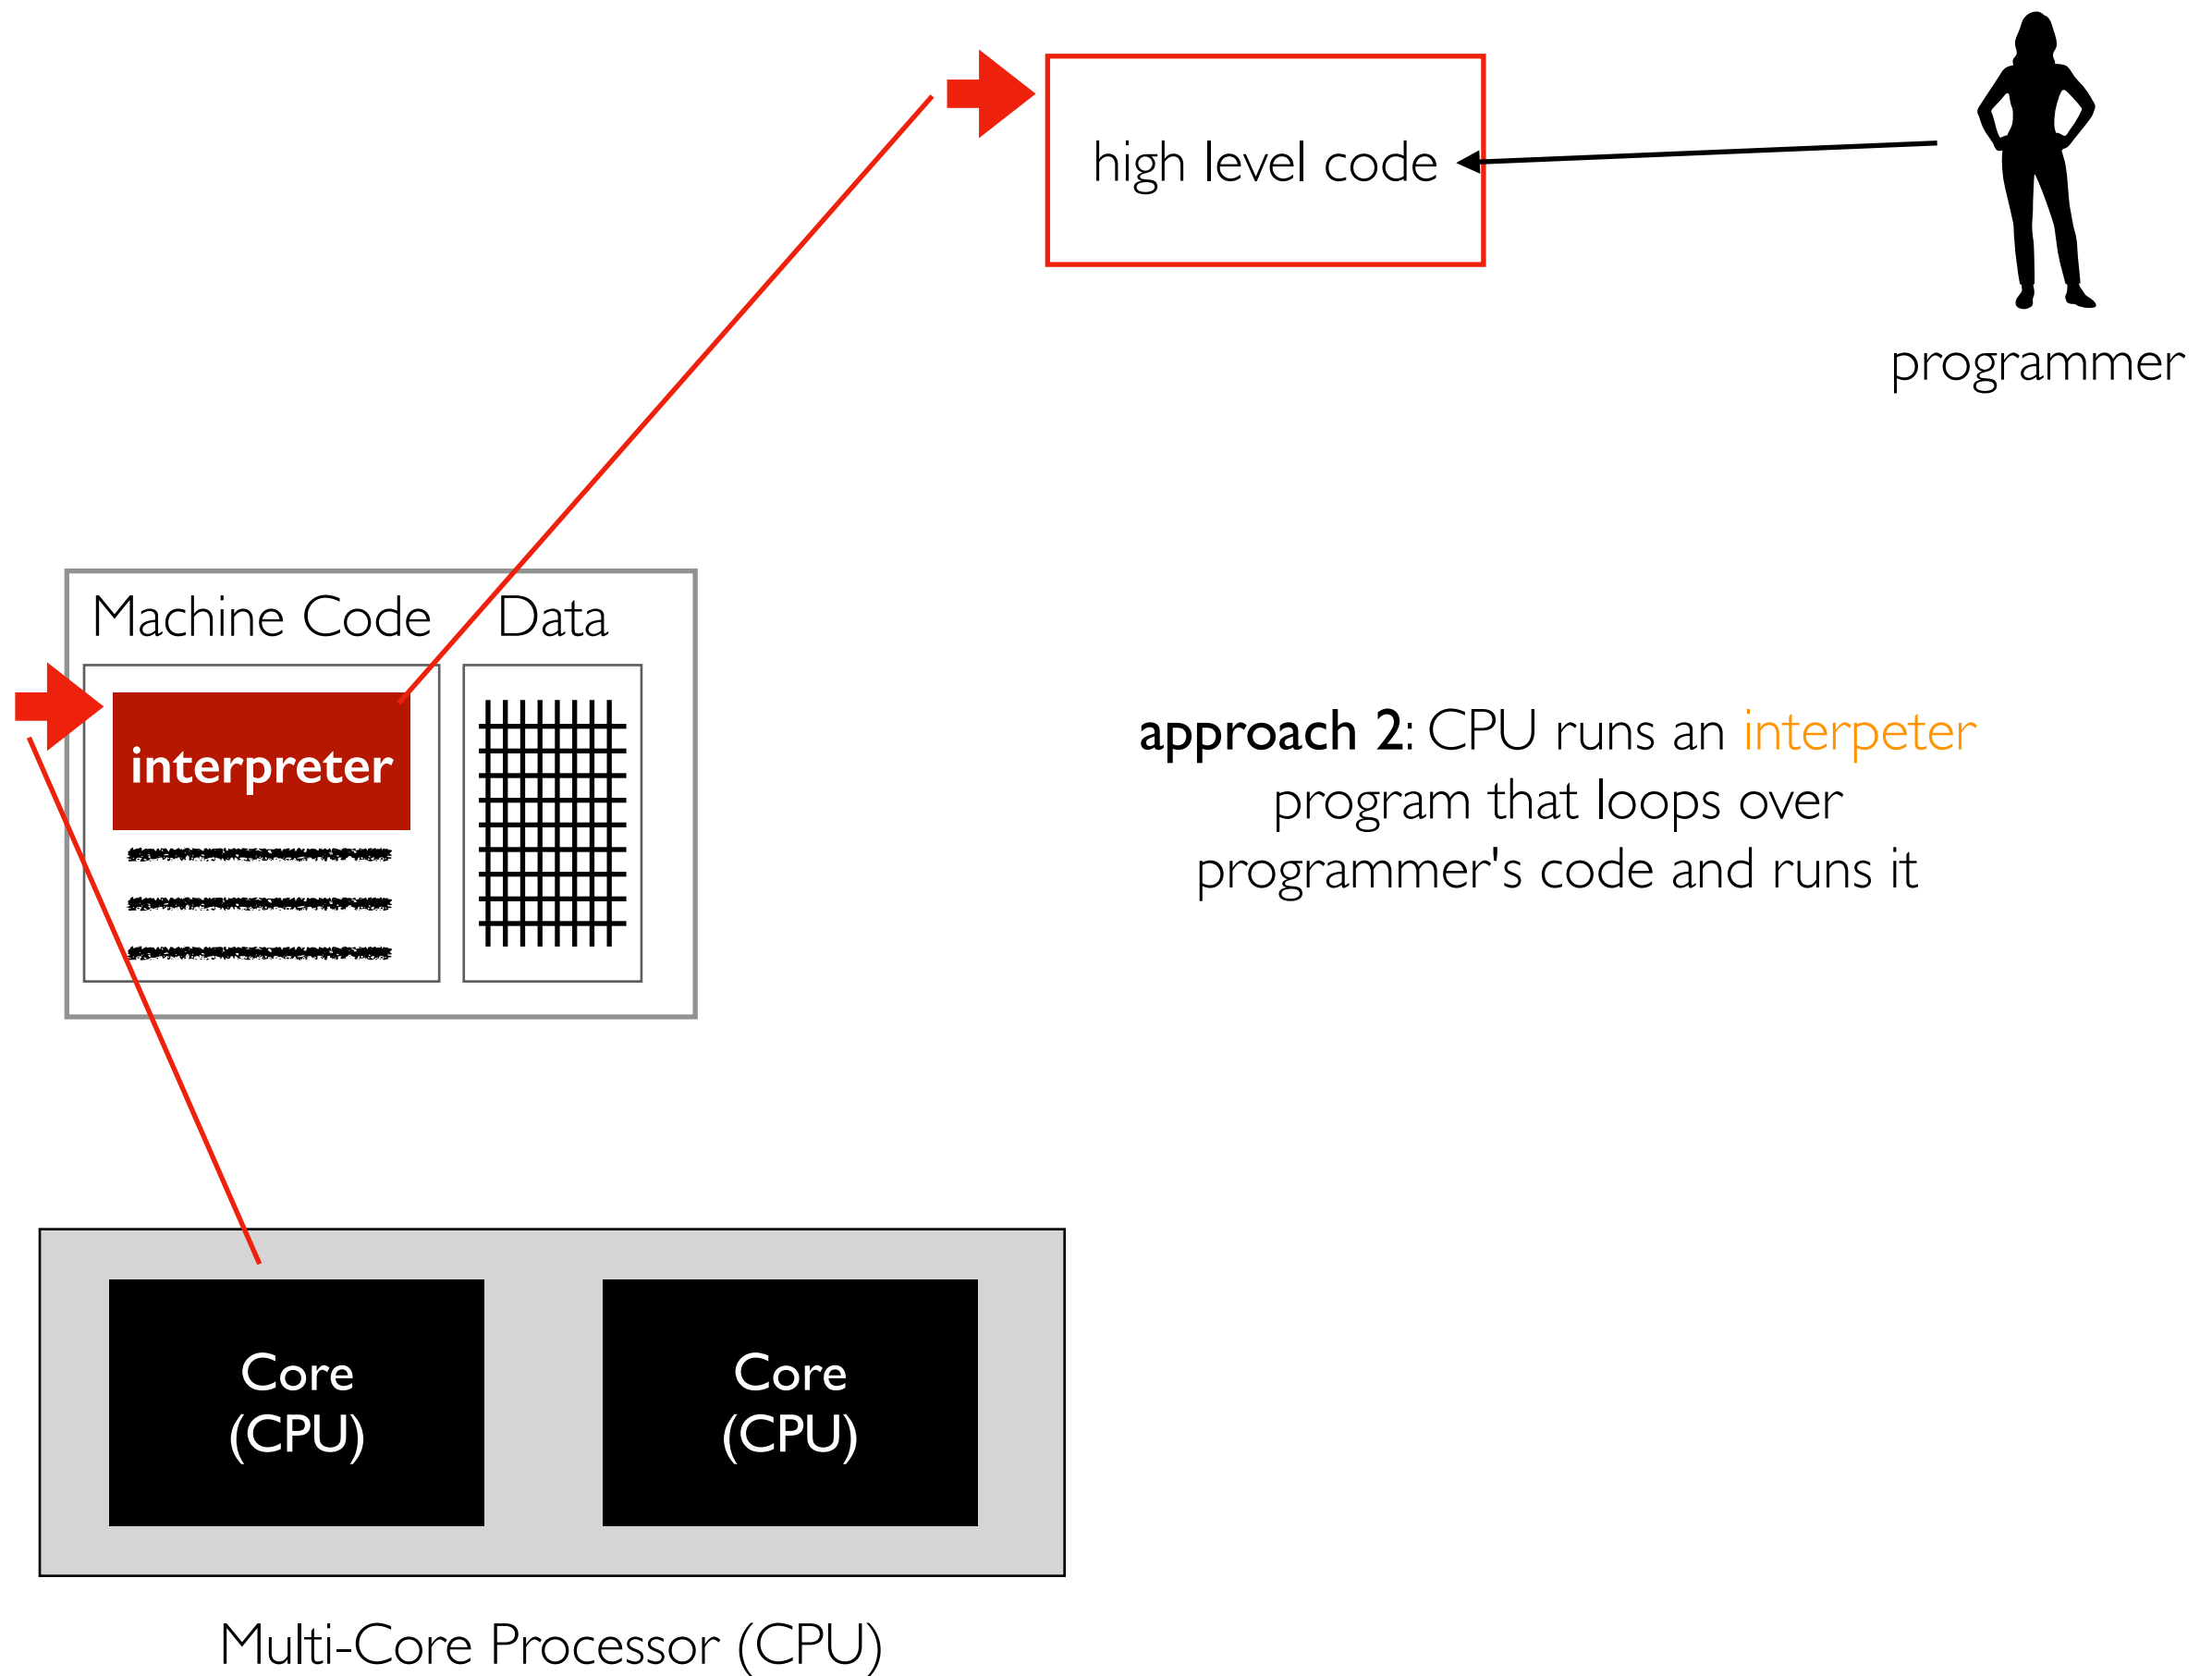 high level code
programmer
Machine Code
Data
interpreter
approach 2: CPU runs an interpeter
program that loops over
programmer's code and runs it
Core
(CPU)
Core
(CPU)
Multi-Core Processor (CPU)